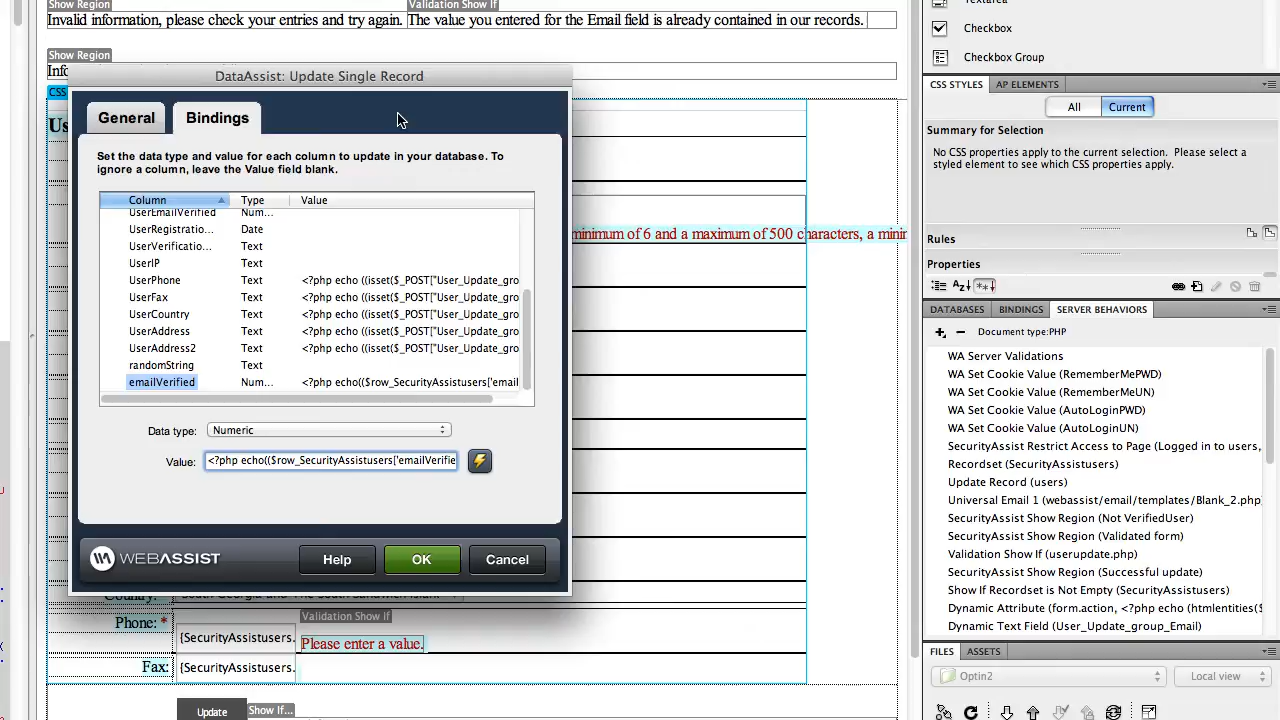 Show Region
Validation Show If
Invalid information, please check your entries and try again.
The value you entered for the Email field is already contained in our records.
Show Region
CSS
DataAssist: Update Single Record
General
Bindings
Set the data type and value for each column to update in your database. To
ignore a column, leave the Value field blank.
Column Type Value
UserEmailVerified Num...
UserRegistratio... Date
UserVerificatio... Text
UserIP Text
UserPhone Text <?php echo ((isset($_POST["User_Update_gro
UserFax Text <?php echo ((isset($_POST["User_Update_gro
UserCountry Text <?php echo ((isset($_POST["User_Update_gro
UserAddress Text <?php echo ((isset($_POST["User_Update_gro
UserAddress2 Text <?php echo ((isset($_POST["User_Update_gro
randomString Text
emailVerified Num... <?php echo(($row_SecurityAssistusers['email
Data type: Numeric
Value: <?php echo(($row_SecurityAssistusers['emailVerifie
WEBASSIST
Help
OK
Cancel
minimum of 6 and a maximum of 500 characters, a minir
Country:
Phone: *
{SecurityAssistusers.
Validation Show If
Please enter a value.
Fax:
{SecurityAssistusers.
Update
Show If...
Textarea
Checkbox
Checkbox Group
CSS STYLES
AP ELEMENTS
All
Current
Summary for Selection
No CSS properties apply to the current selection. Please select a
styled element to see which CSS properties apply.
Rules
Properties
DATABASES
BINDINGS
SERVER BEHAVIORS
Document type:PHP
WA Server Validations
WA Set Cookie Value (RememberMePWD)
WA Set Cookie Value (RememberMeUN)
WA Set Cookie Value (AutoLoginPWD)
WA Set Cookie Value (AutoLoginUN)
SecurityAssist Restrict Access to Page (Logged in to users,
Recordset (SecurityAssistusers)
Update Record (users)
Universal Email 1 (webassist/email/templates/Blank_2.php)
SecurityAssist Show Region (Not VerifiedUser)
SecurityAssist Show Region (Validated form)
Validation Show If (userupdate.php)
SecurityAssist Show Region (Successful update)
Show If Recordset is Not Empty (SecurityAssistusers)
Dynamic Attribute (form.action, <?php echo (htmlentities($
Dynamic Text Field (User_Update_group_Email)
FILES
ASSETS
Optin2
Local view